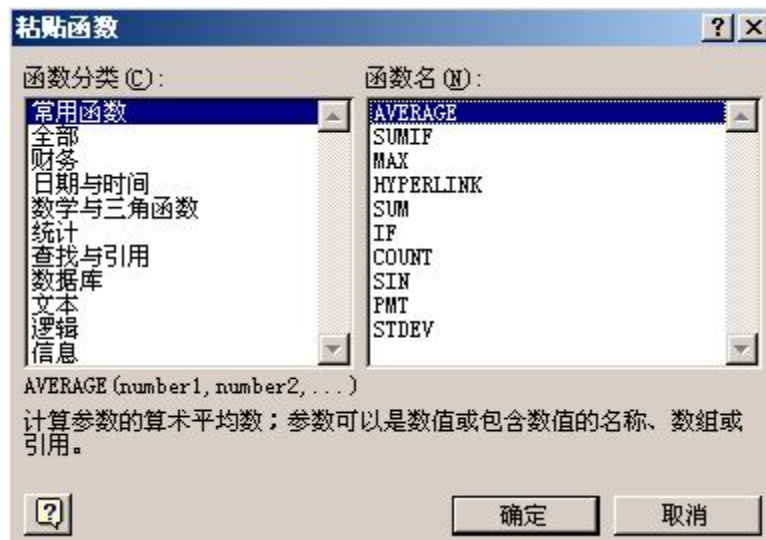 粘贴函数
函数分类(C):
常用函数
全部
财务
日期与时间
数学与三角函数
统计
查找与引用
数据库
文本
逻辑
信息
函数名(N):
AVERAGE
SUMIF
MAX
HYPERLINK
SUM
IF
COUNT
SIN
PMT
STDEV
AVERAGE(number1,number2,...)
计算参数的算术平均数；参数可以是数值或包含数值的名称、数组或
引用。
确定
取消